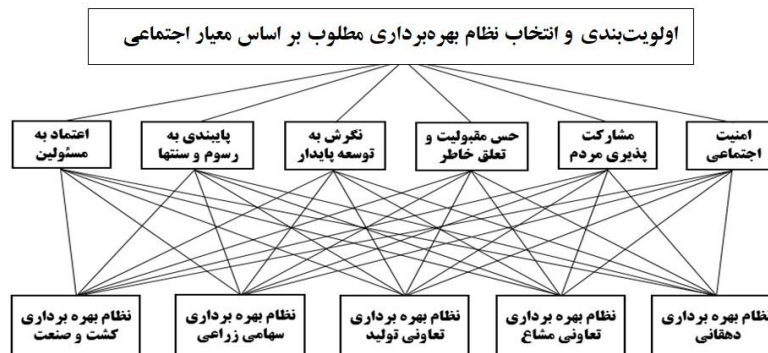 اولویت‌بندی و انتخاب نظام بهره‌برداری مطلوب بر اساس معیار اجتماعی
امنیت
اجتماعی
مشارکت
پذیری مردم
حس مقبولیت و
تعلق خاطر
نگرش به
توسعه پایدار
پایبندی به
رسوم و سنتها
اعتماد به
مسئولین
نظام بهره برداری
دهقانی
نظام بهره برداری
تعاونی مشاع
نظام بهره برداری
تعاونی تولید
نظام بهره برداری
سهامی زراعی
نظام بهره برداری
کشت و صنعت